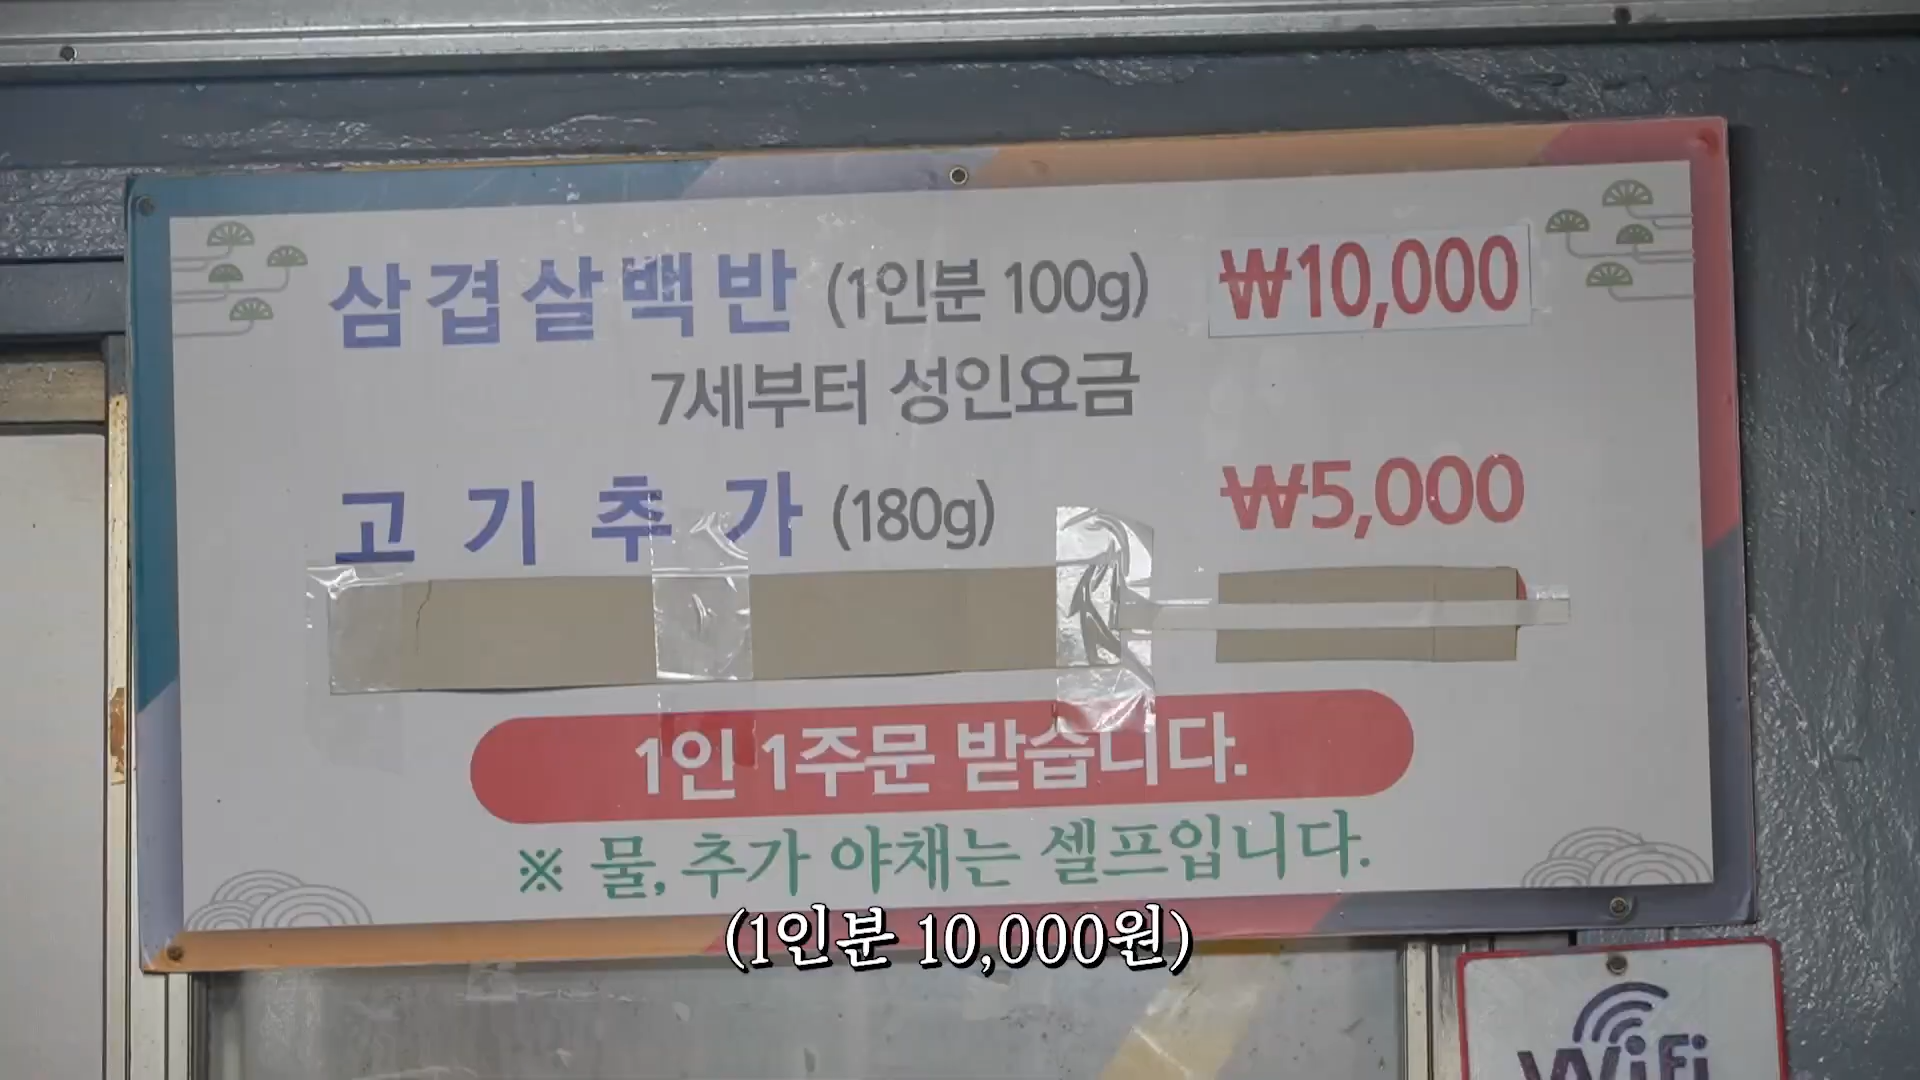 삼겹살백반 (1인분 100g) ₩10,000
7세부터 성인요금
고기추가 (180g) ₩5,000
1인 1주문 받습니다.
※ 물, 추가 야채는 셀프입니다.
(1인분 10,000원)
WiFi